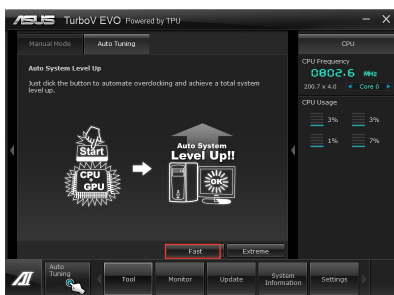 ASUS TurboV EVO Powered by TPU
Manual Mode
Auto Tuning
Auto System Level Up
Just click the button to automate overclocking and achieve a total system
level up.
Start
CPU
+
GPU
Auto System
Level Up!!
OK
Fast
Extreme
CPU
CPU Frequency
0802.6 MHz
200.7 x 4.0
Core 0
CPU Usage
3%
3%
1%
7%
AII
Auto
Tuning
Tool
Monitor
Update
System
Information
Settings